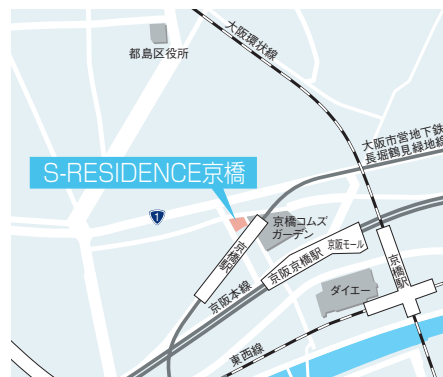 都島区役所
大阪環状線
大阪市営地下鉄
長堀鶴見緑地線
S-RESIDENCE京橋
1
京橋コムズ
ガーデン
京橋駅
京阪モール
京阪京橋駅
京橋駅
京阪本線
ダイエー
東西線